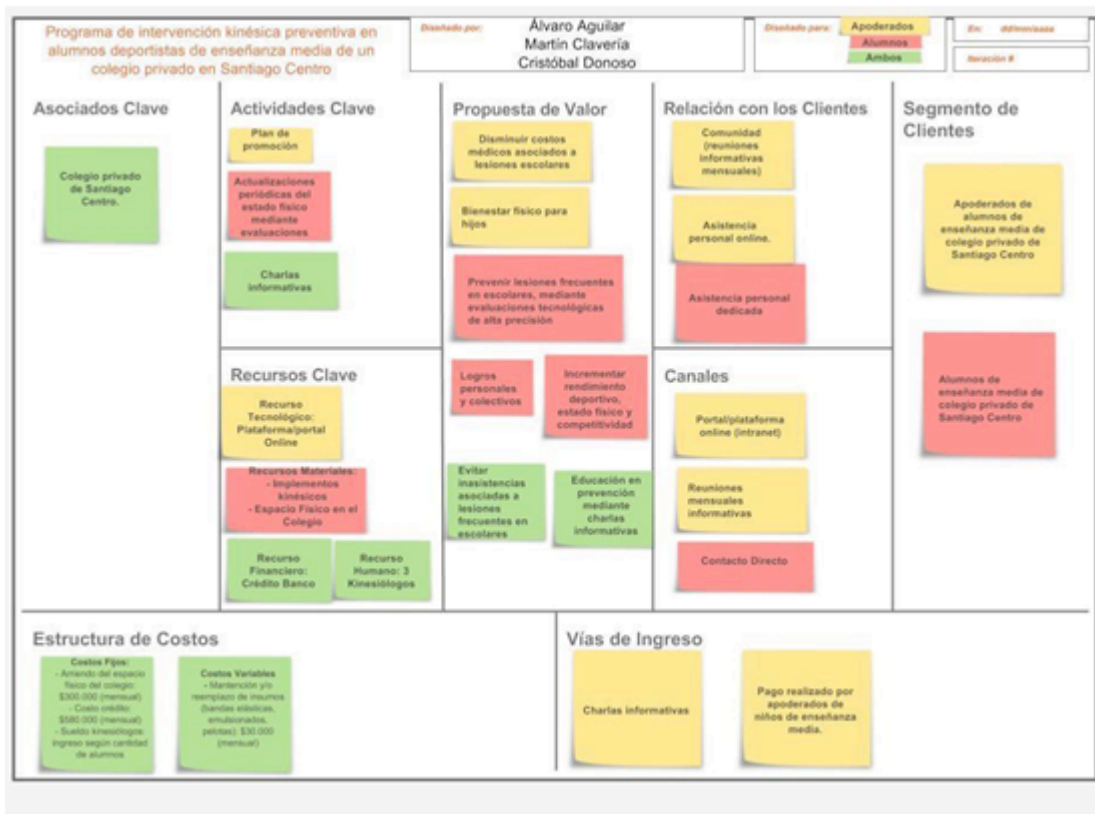 Programa de intervención kinésica preventiva en
alumnos deportistas de enseñanza media de un
colegio privado en Santiago Centro
Diseñado por:
Álvaro Aguilar
Martín Clavería
Cristóbal Donoso
Diseñado para:
Apoderados
Alumnos
Ambos
En: dd/mm/aaaa
Iteración #
Asociados Clave
Colegio privado
de Santiago
Centro.
Actividades Clave
Plan de
promoción
Actualizaciones
periódicas del
estado físico
mediante
evaluaciones
Charlas
informativas
Recursos Clave
Recurso
Tecnológico:
Plataforma/portal
Online
Recursos Materiales:
- Implementos
kinésicos
- Espacio Físico en el
Colegio
Recurso
Financiero:
Crédito Banco
Recurso
Humano: 3
Kinesiólogos
Propuesta de Valor
Disminuir costos
médicos asociados a
lesiones escolares
Bienestar físico para
hijos
Prevenir lesiones frecuentes
en escolares, mediante
evaluaciones tecnológicas
de alta precisión
Logros
personales
y colectivos
Incrementar
rendimiento
deportivo,
estado físico y
competitividad
Evitar
inasistencias
asociadas a
lesiones
frecuentes en
escolares
Educación en
prevención
mediante
charlas
informativas
Relación con los Clientes
Comunidad
(reuniones
informativas
mensuales)
Asistencia
personal online.
Asistencia personal
dedicada
Canales
Portal/plataforma
online (intranet)
Reuniones
mensuales
informativas
Contacto Directo
Segmento de
Clientes
Apoderados de
alumnos de
enseñanza media de
colegio privado de
Santiago Centro
Alumnos de
enseñanza media de
colegio privado de
Santiago Centro
Estructura de Costos
Costos Fijos:
- Arriendo del espacio
físico del colegio:
$300.000 (mensual)
- Costo crédito:
$580.000 (mensual)
- Sueldo kinesiólogos:
ingreso según cantidad
de alumnos
Costos Variables
- Mantención y/o
reemplazo de insumos
(bandas elásticas,
emulsionados,
pelotas): $30.000
(mensual)
Vías de Ingreso
Charlas informativas
Pago realizado por
apoderados de
niños de enseñanza
media.